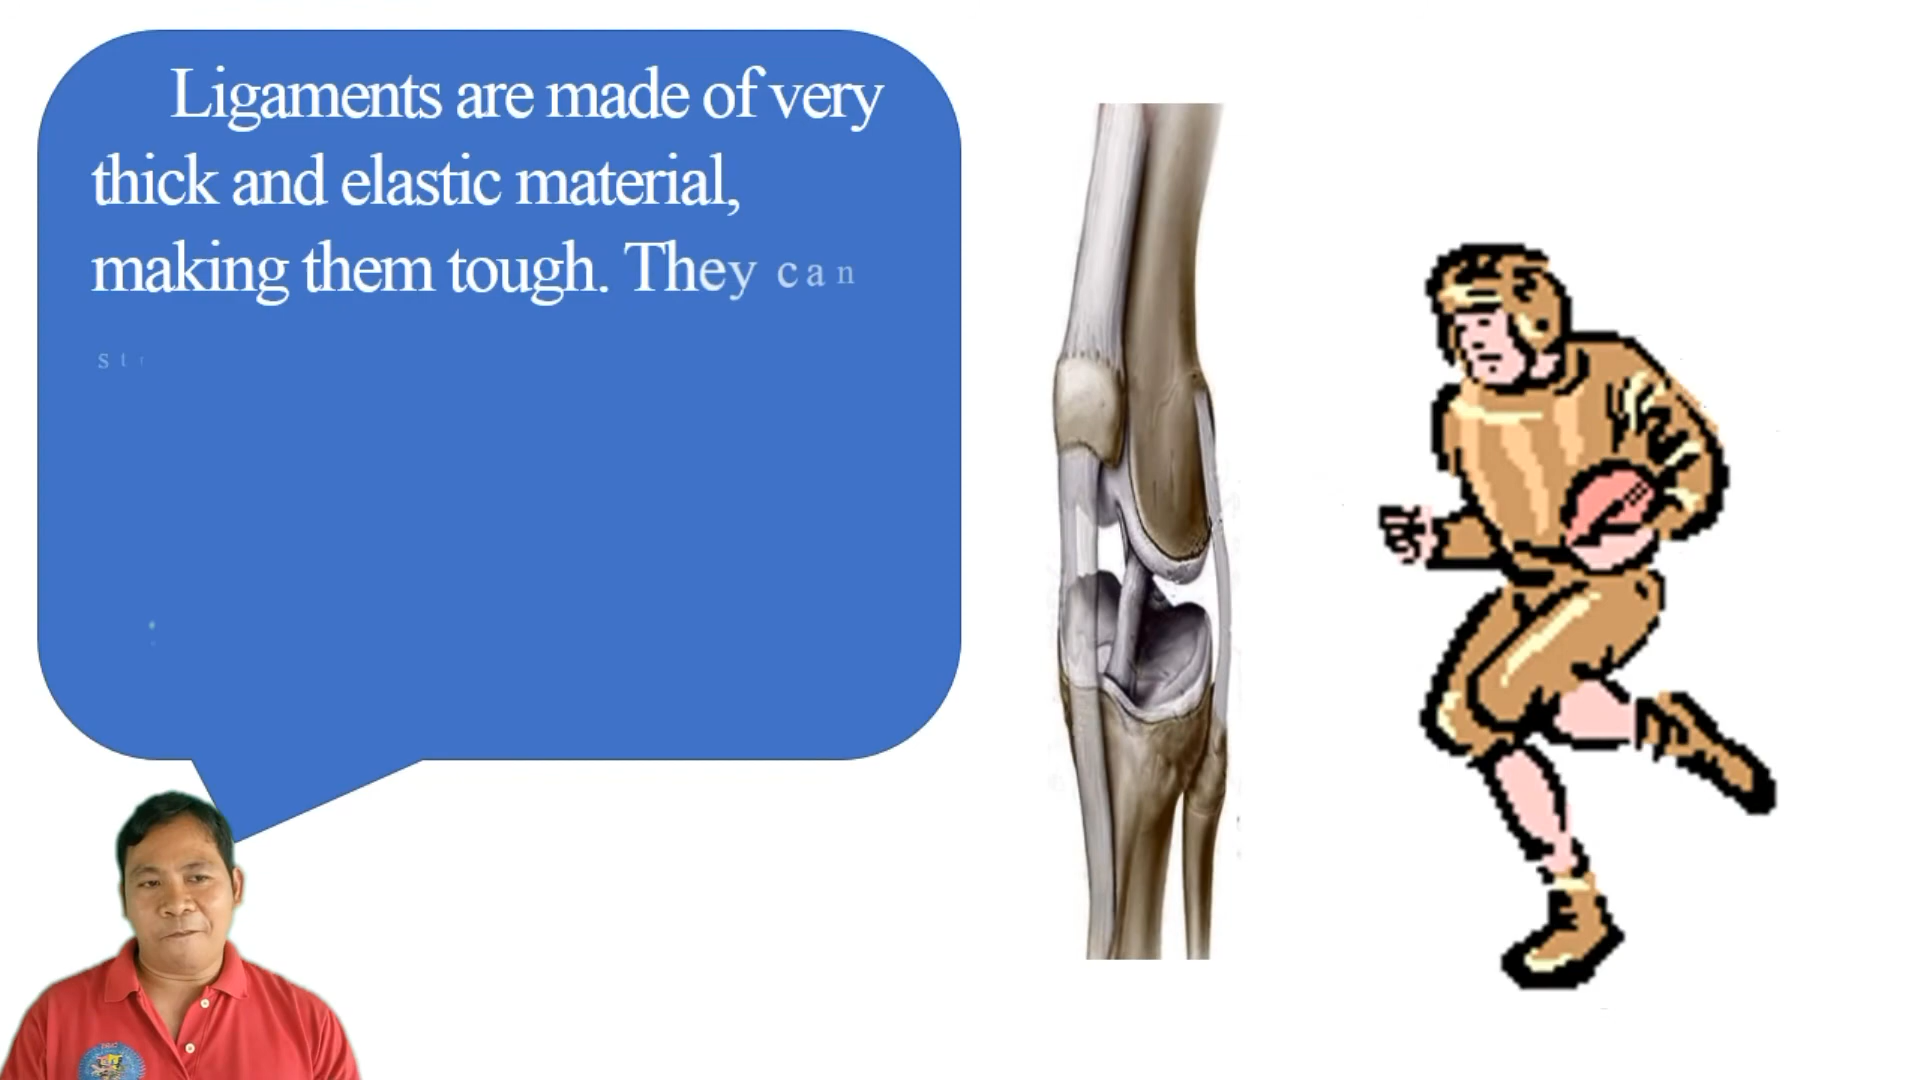 Ligaments are made of very
thick and elastic material,
making them tough. They can